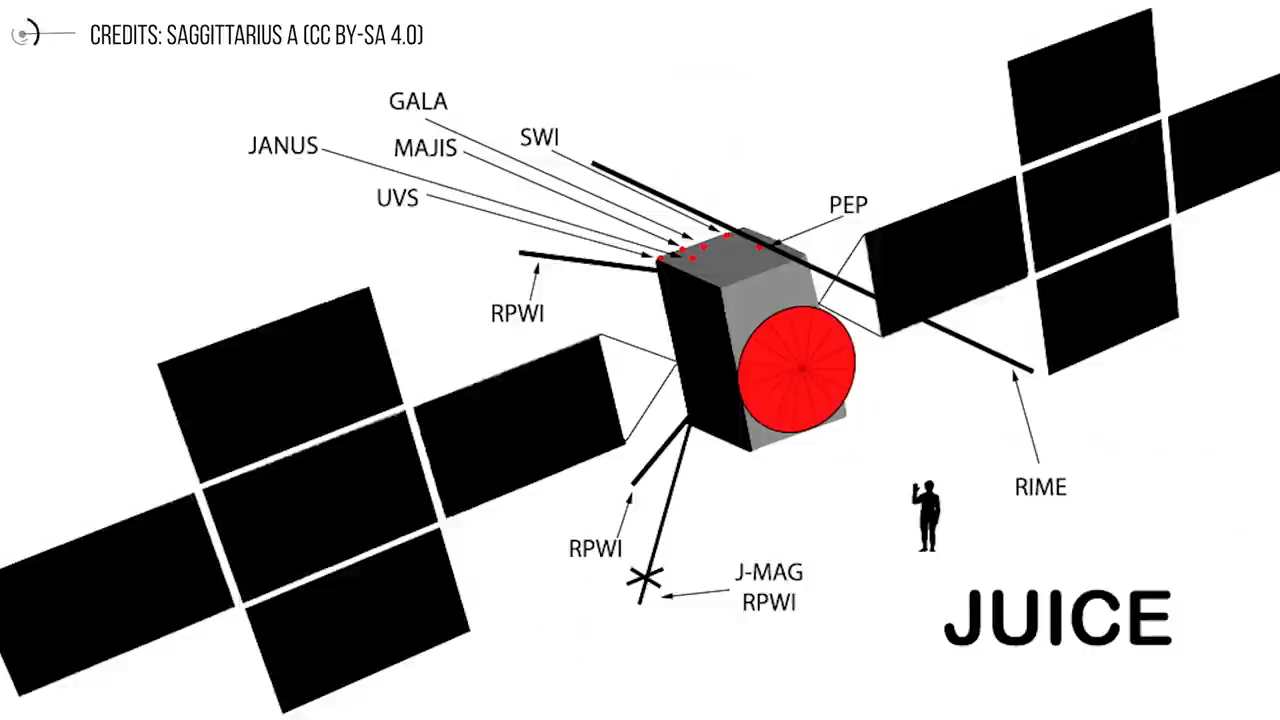 CREDITS: SAGGITTARIUS A (CC BY-SA 4.0)
GALA
JANUS
MAJIS
SWI
UVS
PEP
RPWI
RIME
RPWI
J-MAG
RPWI
JUICE